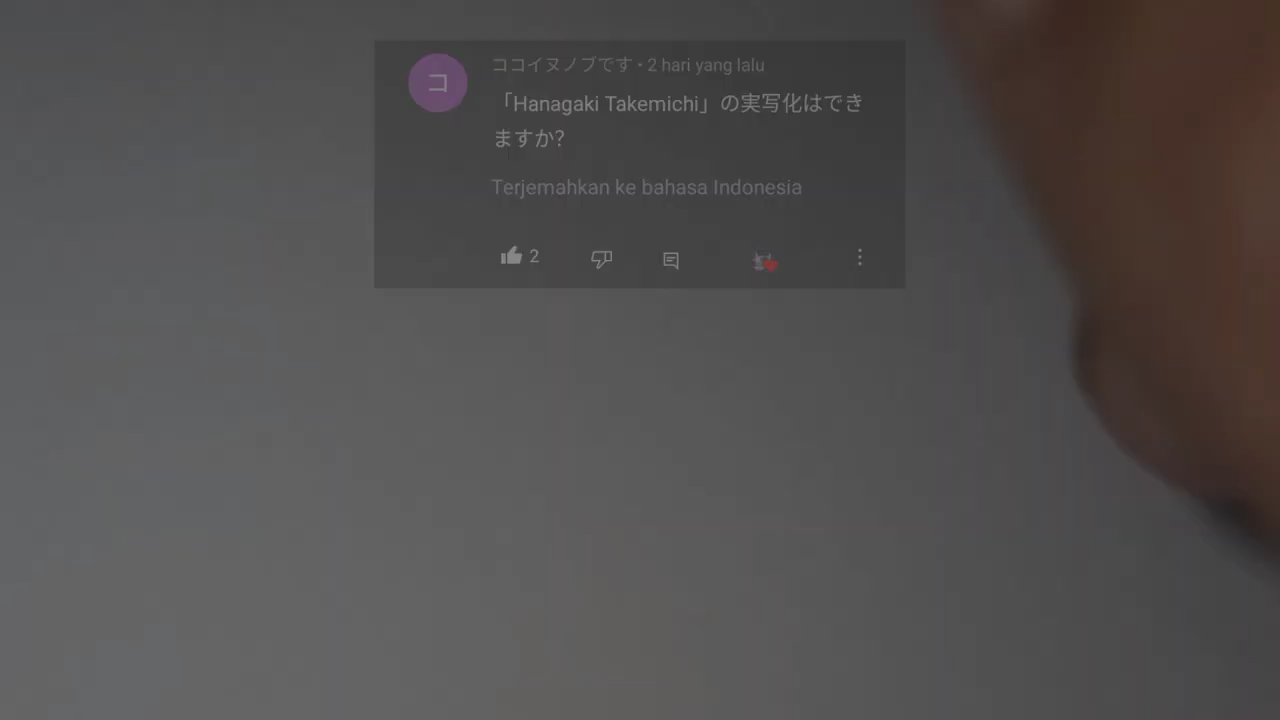 コ
ココイヌノブです • 2 hari yang lalu
「Hanagaki Takemichi」の実写化はでき
ますか?
Terjemahkan ke bahasa Indonesia
2